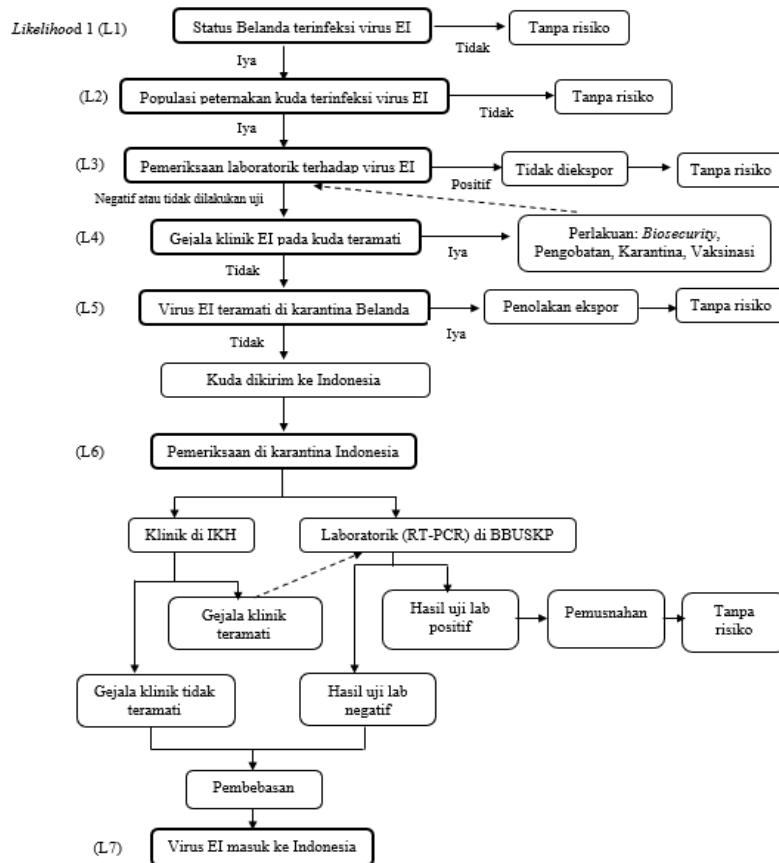 Likelihood 1 (L1)
Status Belanda terinfeksi virus EI
Tanpa risiko
Tidak
Iya
(L2)
Populasi peternakan kuda terinfeksi virus EI
Tanpa risiko
Tidak
Iya
(L3)
Pemeriksaan laboratorik terhadap virus EI
Tidak diekspor
Tanpa risiko
Positif
Negatif atau tidak dilakukan uji
(L4)
Gejala klinik EI pada kuda teramati
Iya
Perlakuan: Biosecurity,
Pengobatan, Karantina, Vaksinasi
Tidak
(L5)
Virus EI teramati di karantina Belanda
Penolakan ekspor
Tanpa risiko
Iya
Tidak
Kuda dikirim ke Indonesia
(L6)
Pemeriksaan di karantina Indonesia
Klinik di IKH
Laboratorik (RT-PCR) di BBUSKP
Gejala klinik
teramati
Hasil uji lab
positif
Pemusnahan
Tanpa
risiko
Gejala klinik tidak
teramati
Hasil uji lab
negatif
Pembebasan
(L7)
Virus EI masuk ke Indonesia